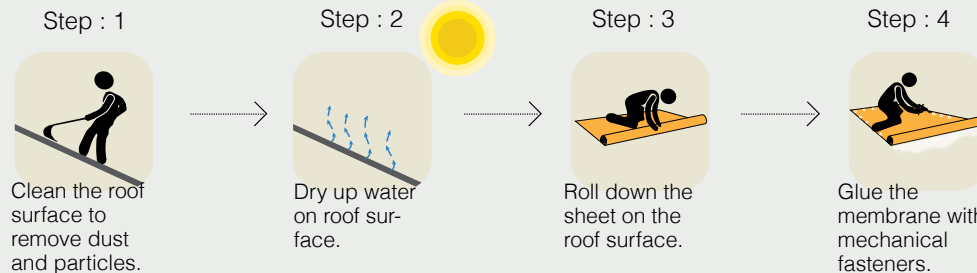 Step : 1
Clean the roof
surface to
remove dust
and particles.
Step : 2
Dry up water
on roof sur-
face.
Step : 3
Roll down the
sheet on the
roof surface.
Step : 4
Glue the
membrane with
mechanical
fasteners.